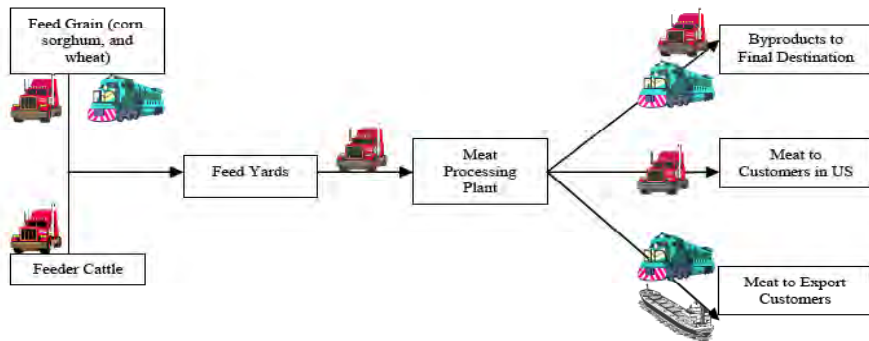 Feed Grain (corn
sorghum, and
wheat)
Feeder Cattle
Feed Yards
Meat
Processing
Plant
Byproducts to
Final Destination
Meat to
Customers in US
Meat to Export
Customers